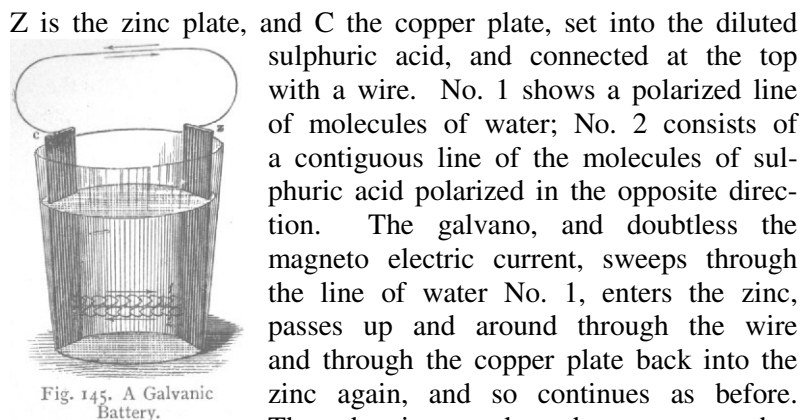 Z is the zinc plate, and C the copper plate, set into the diluted
sulphuric acid, and connected at the top
with a wire. No. 1 shows a polarized line
of molecules of water; No. 2 consists of
a contiguous line of the molecules of sul-
phuric acid polarized in the opposite direc-
tion. The galvano, and doubtless the
magneto electric current, sweeps through
the line of water No. 1, enters the zinc,
passes up and around through the wire
and through the copper plate back into the
zinc again, and so continues as before.
C
Z
Fig. 145. A Galvanic
Battery.